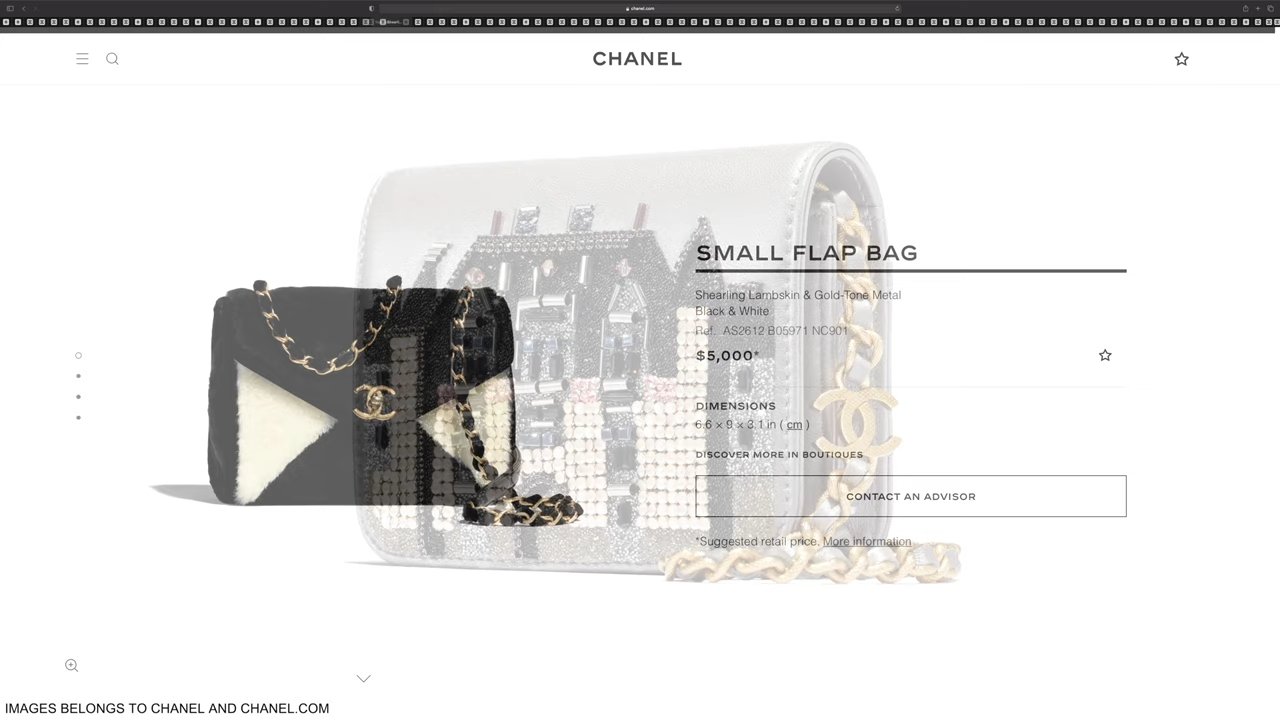 chanel.com
CHANEL
SMALL FLAP BAG
Shearling Lambskin & Gold-Tone Metal
Black & White
Ref. AS2612 B05971 NC901
$5,000*
DIMENSIONS
6.6 × 9 × 3.1 in ( cm )
DISCOVER MORE IN BOUTIQUES
CONTACT AN ADVISOR
*Suggested retail price. More information
IMAGES BELONGS TO CHANEL AND CHANEL.COM